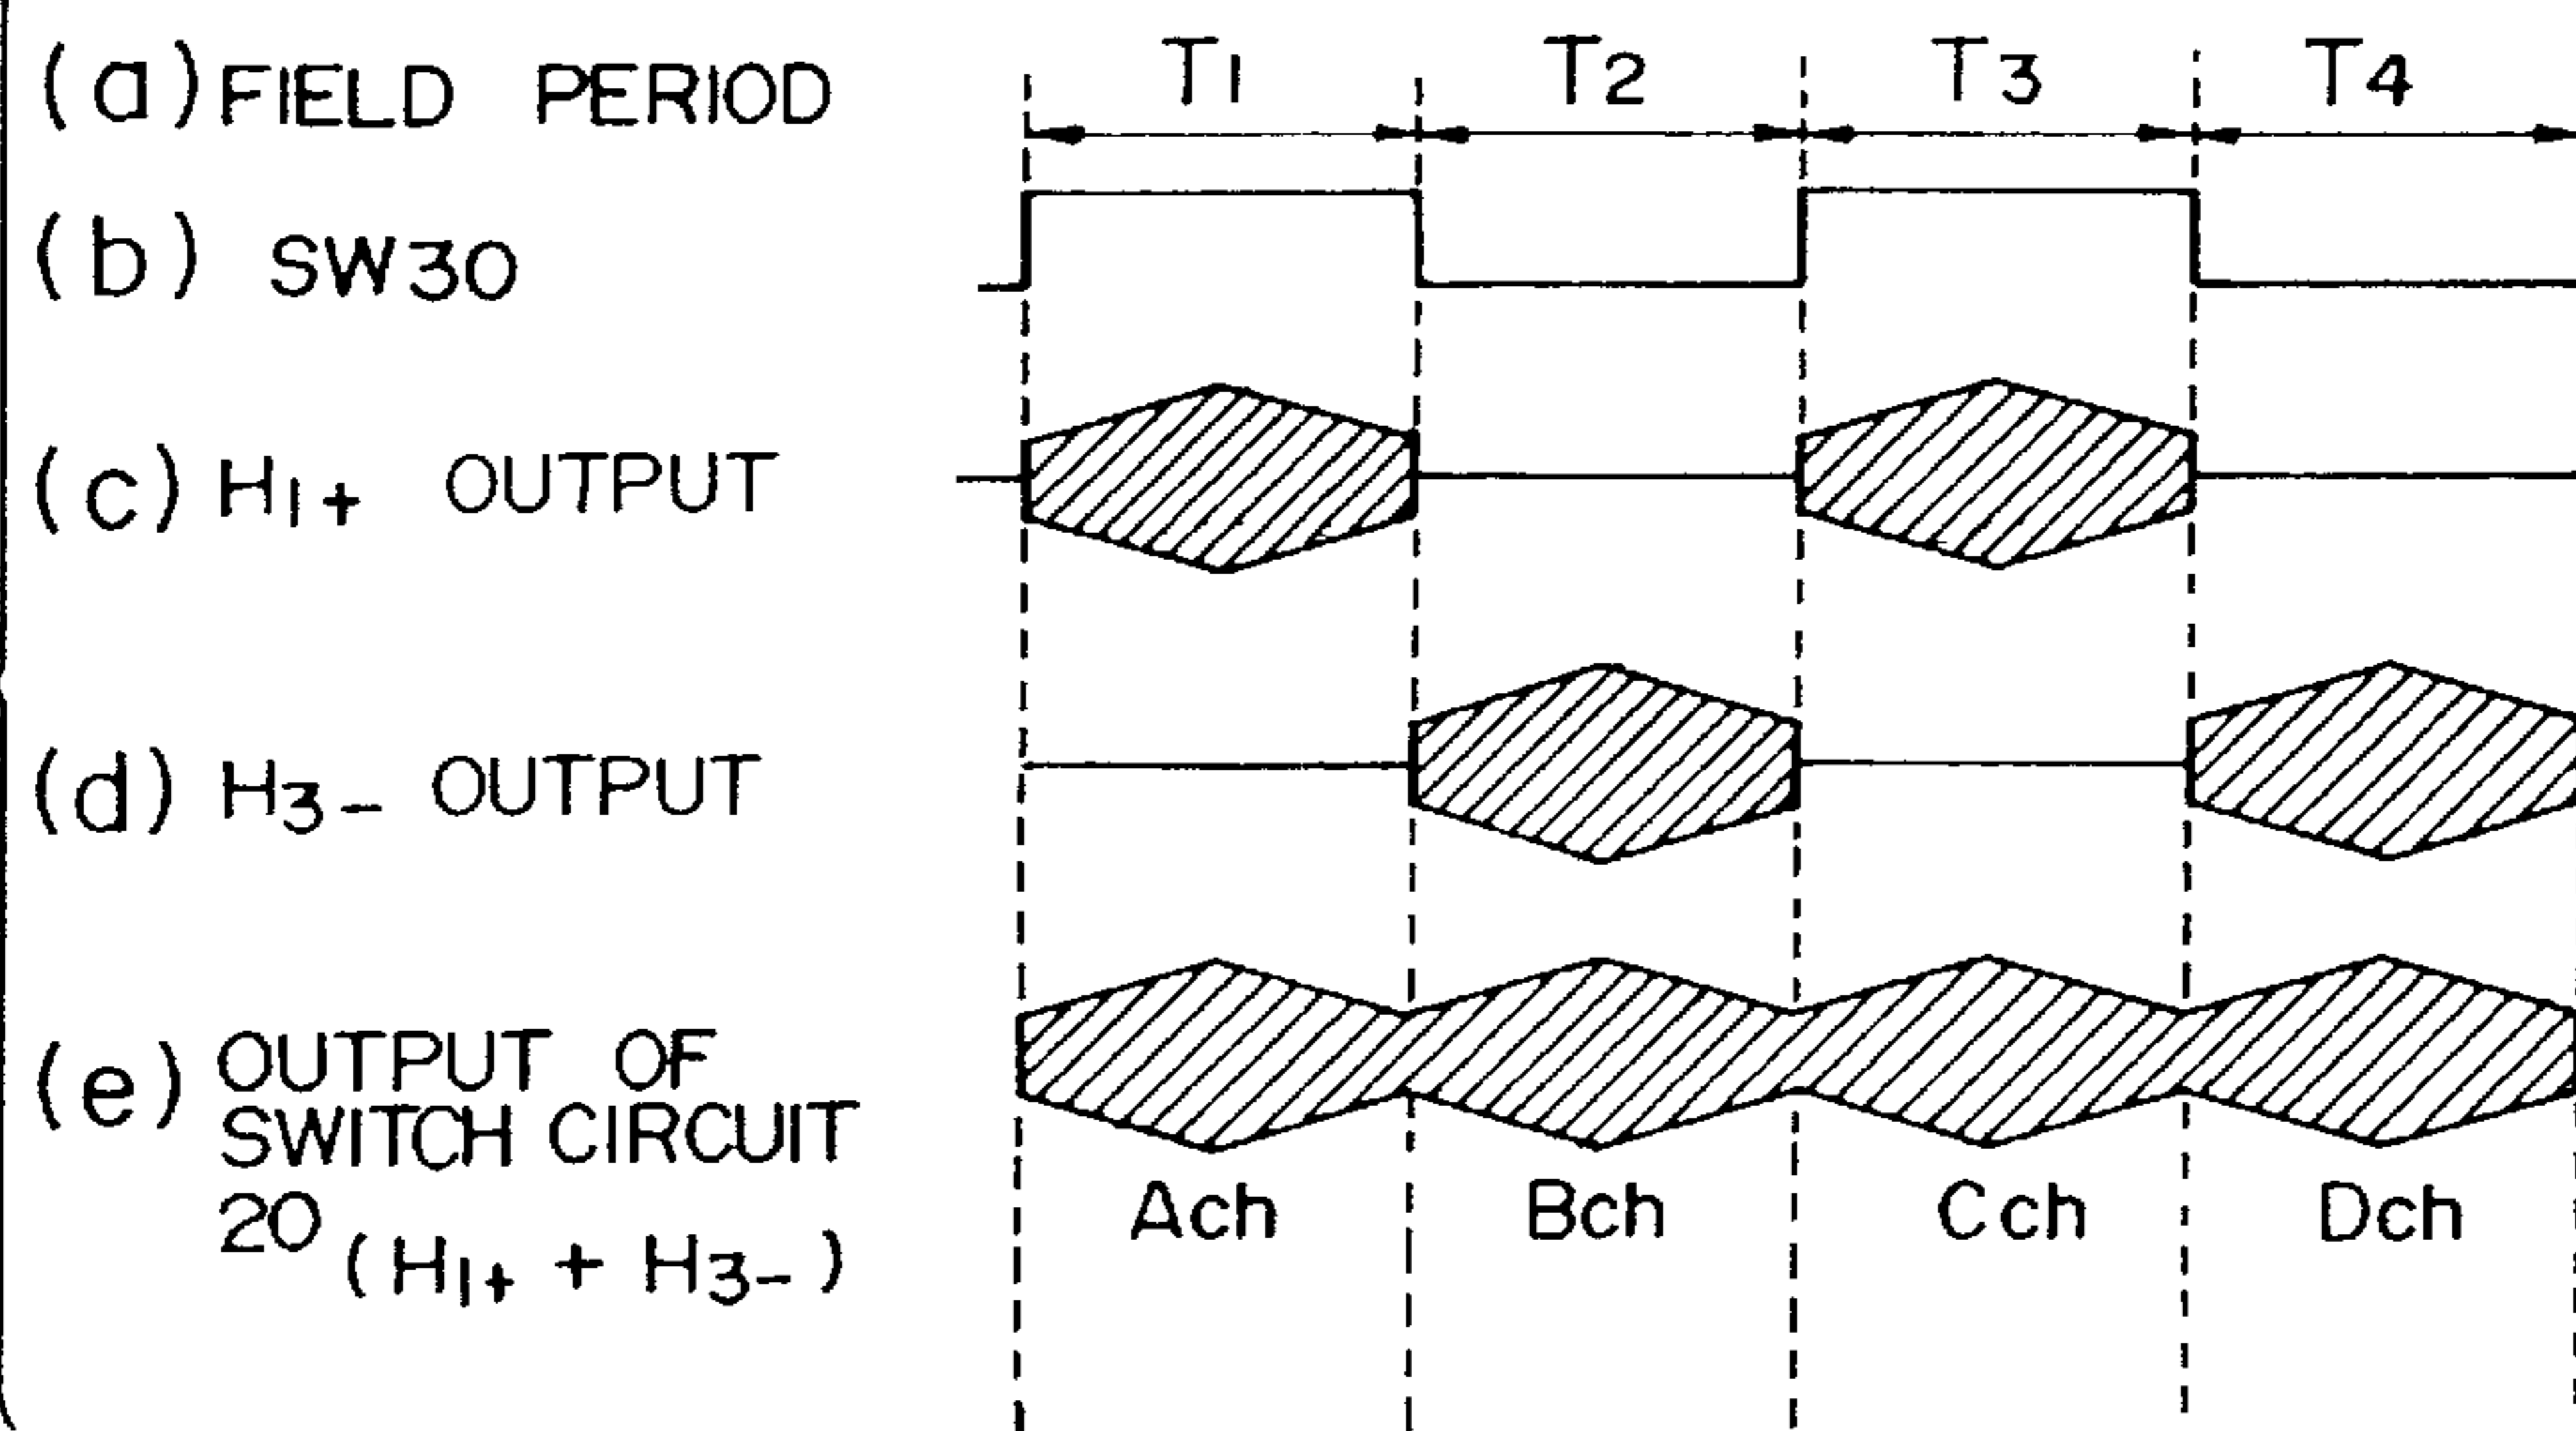 (a) FIELD PERIOD T1 T2 T3 T4
(b) SW30
(c) H1+ OUTPUT
(d) H3- OUTPUT
(e) OUTPUT OF
SWITCH CIRCUIT
20 (H1+ + H3-)
Ach Bch Cch Dch